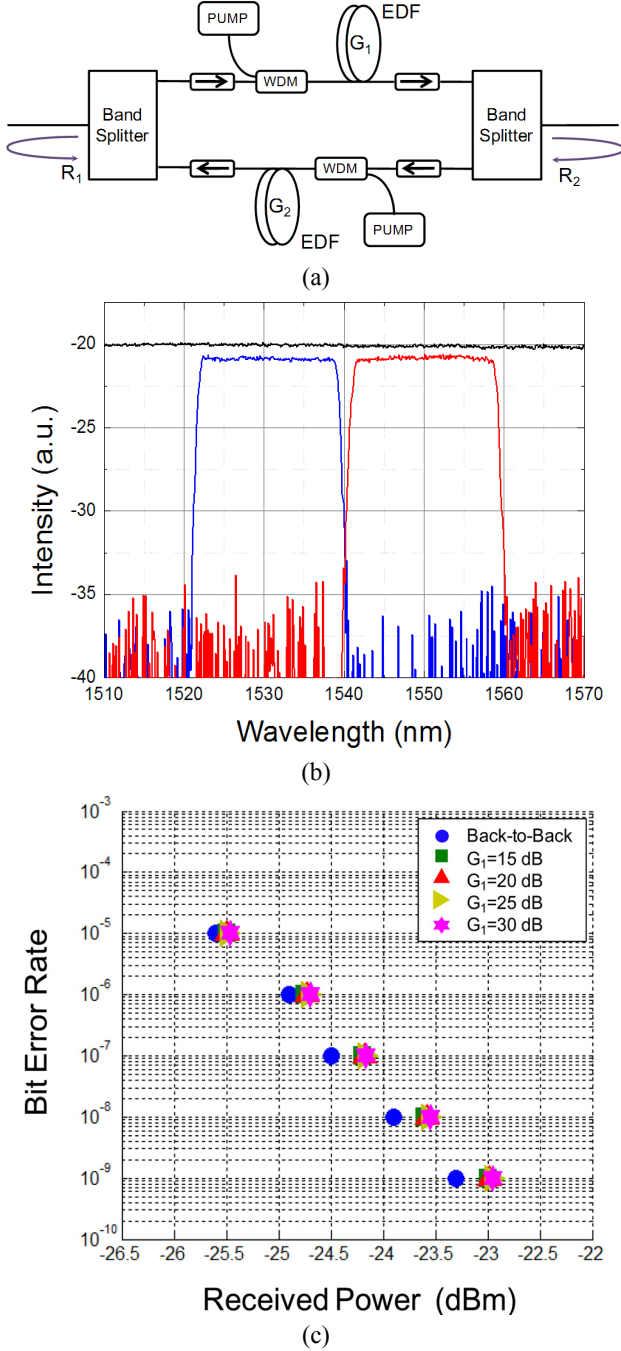 PUMP
EDF
G1
WDM
Band
Splitter
Band
Splitter
R1
R2
WDM
G2
EDF
PUMP
(a)
-20
-25
-30
-35
-40
1510 1520 1530 1540 1550 1560 1570
Intensity (a.u.)
Wavelength (nm)
(b)
10-3
10-4
10-5
10-6
10-7
10-8
10-9
10-10
Back-to-Back
G1=15 dB
G1=20 dB
G1=25 dB
G1=30 dB
Bit Error Rate
-26.5 -26 -25.5 -25 -24.5 -24 -23.5 -23 -22.5 -22
Received Power (dBm)
(c)